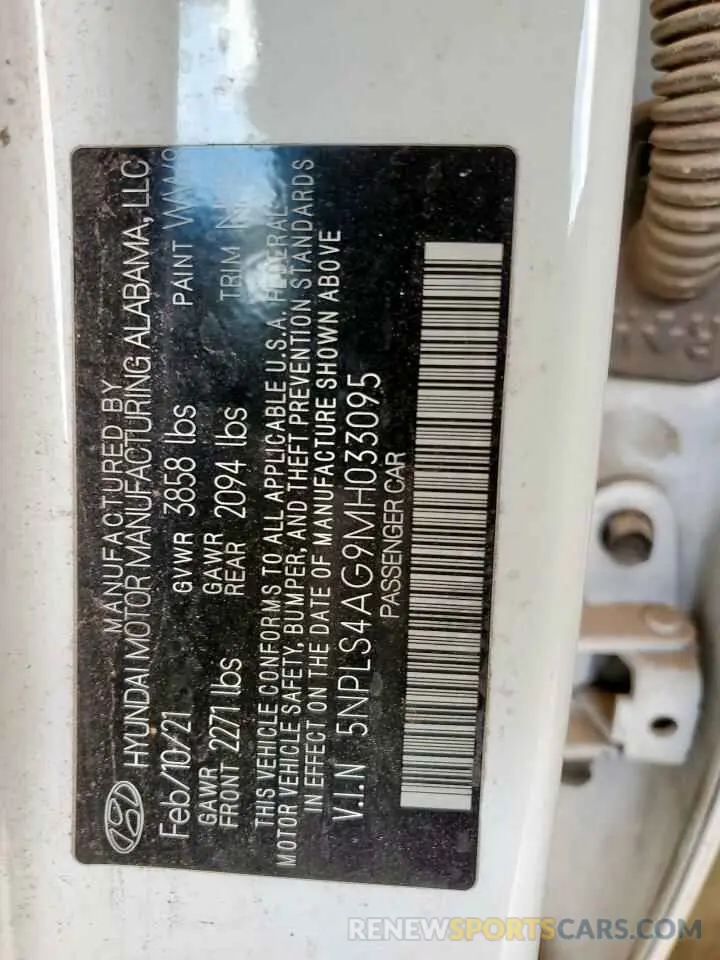 MANUFACTURED BY
HYUNDAI MOTOR MANUFACTURING ALABAMA, LLC
Feb/10/21 GVWR 3858 lbs PAINT
GAWR FRONT 2271 lbs GAWR REAR 2094 lbs TRIM
THIS VEHICLE CONFORMS TO ALL APPLICABLE U.S.A. FEDERAL
MOTOR VEHICLE SAFETY, BUMPER, AND THEFT PREVENTION STANDARDS
IN EFFECT ON THE DATE OF MANUFACTURE SHOWN ABOVE
V.I.N 5NPLS4AG9MH033095
PASSENGER CAR
RENEWSPORTSCARS.COM